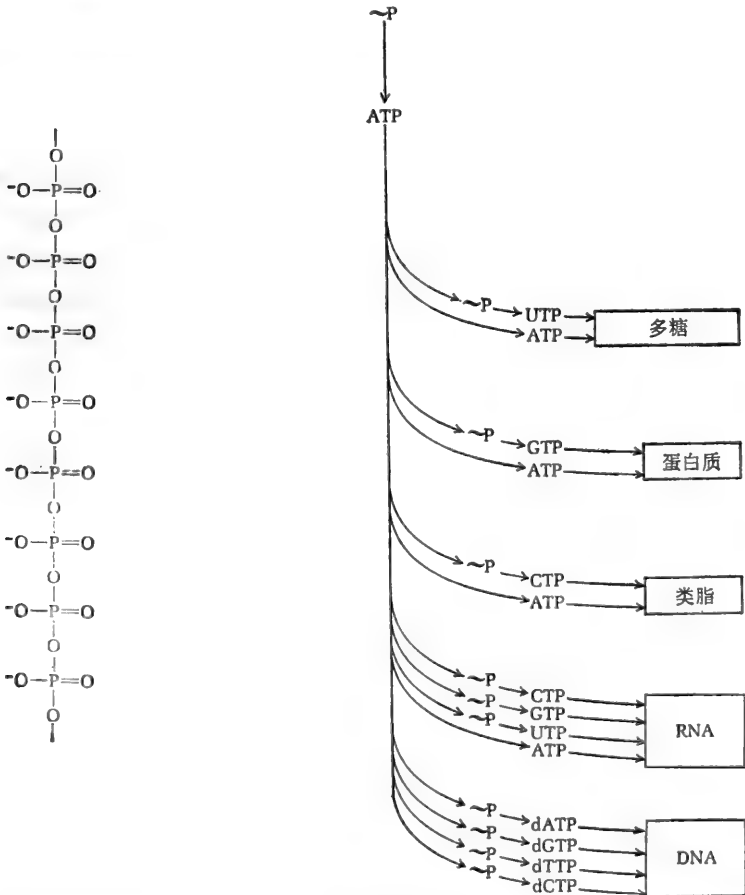 O
⁻O—P=O
O
⁻O—P=O
O
⁻O—P=O
O
⁻O—P=O
O
⁻O—P=O
O
⁻O—P=O
O
⁻O—P=O
O
⁻O—P=O
O
~P
ATP
~P UTP
ATP
多糖
~P GTP
ATP
蛋白质
~P CTP
ATP
类脂
~P CTP
~P GTP
~P UTP
ATP
RNA
~P dATP
~P dGTP
~P dTTP
~P dCTP
DNA